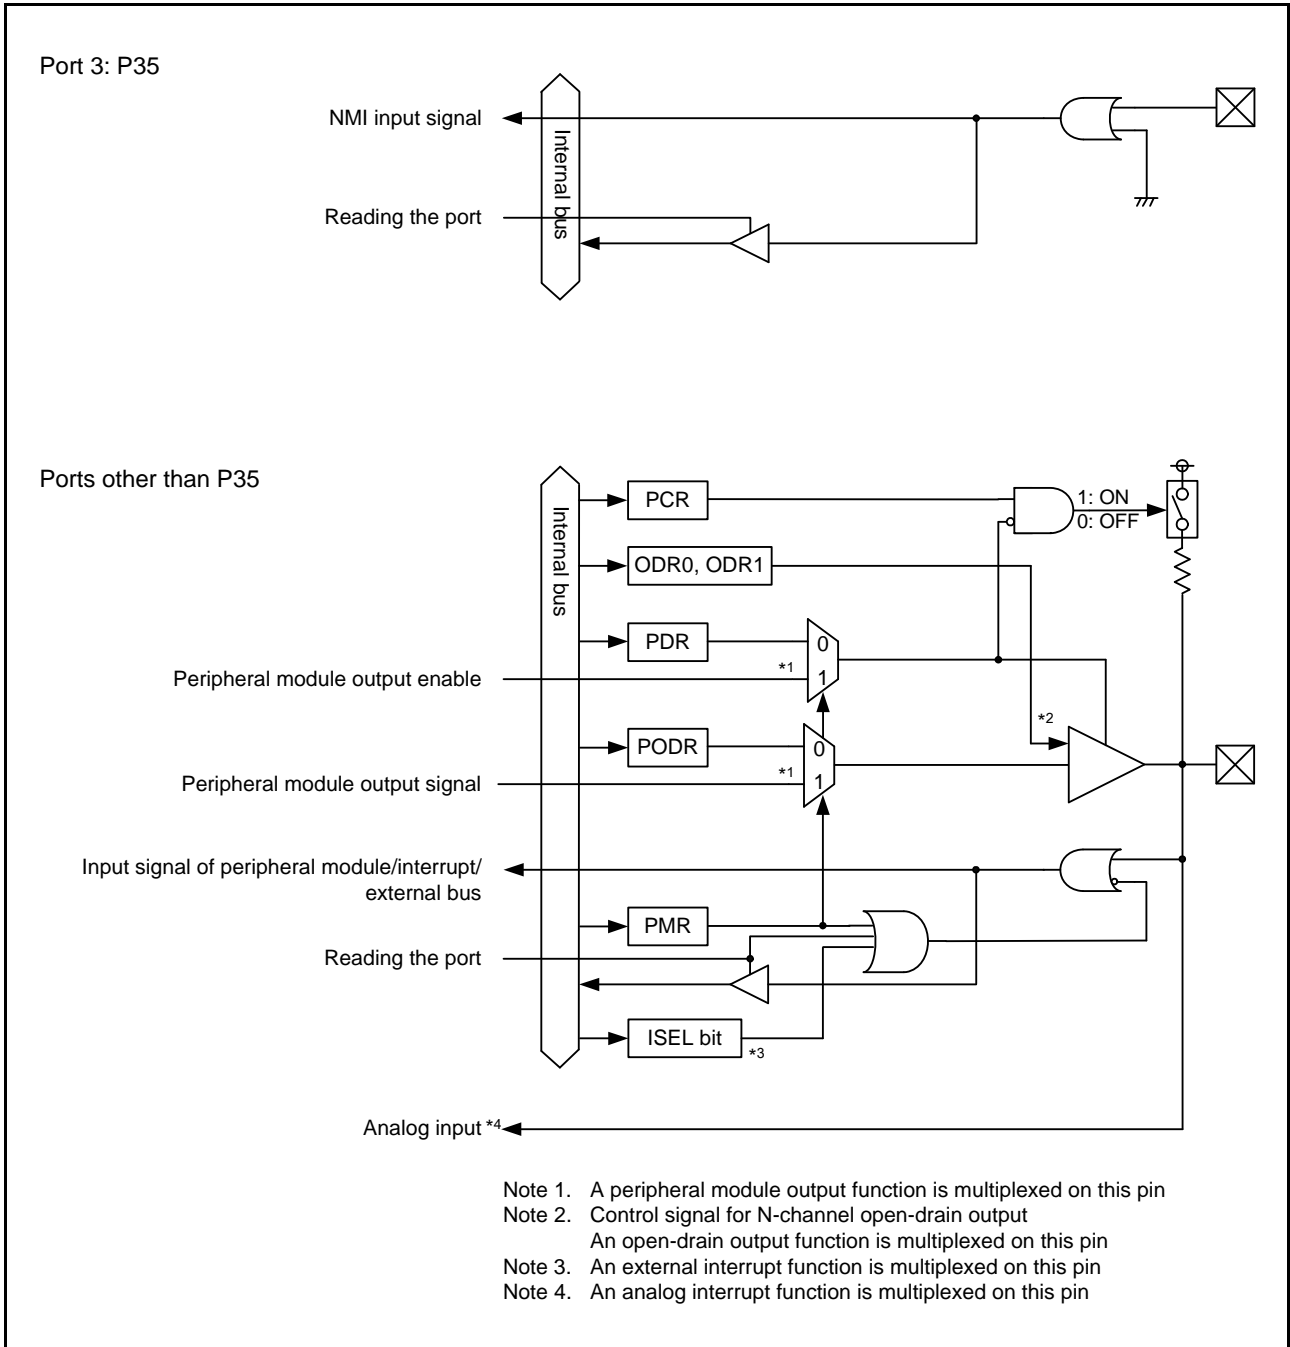 Port 3: P35
NMI input signal
Internal bus
Reading the port
Ports other than P35
Internal bus
PCR
1: ON
0: OFF
ODR0, ODR1
PDR
0
*1
1
Peripheral module output enable
*2
PODR
0
*1
1
Peripheral module output signal
Input signal of peripheral module/interrupt/
external bus
PMR
Reading the port
ISEL bit
*3
Analog input *4
Note 1. A peripheral module output function is multiplexed on this pin
Note 2. Control signal for N-channel open-drain output
An open-drain output function is multiplexed on this pin
Note 3. An external interrupt function is multiplexed on this pin
Note 4. An analog interrupt function is multiplexed on this pin